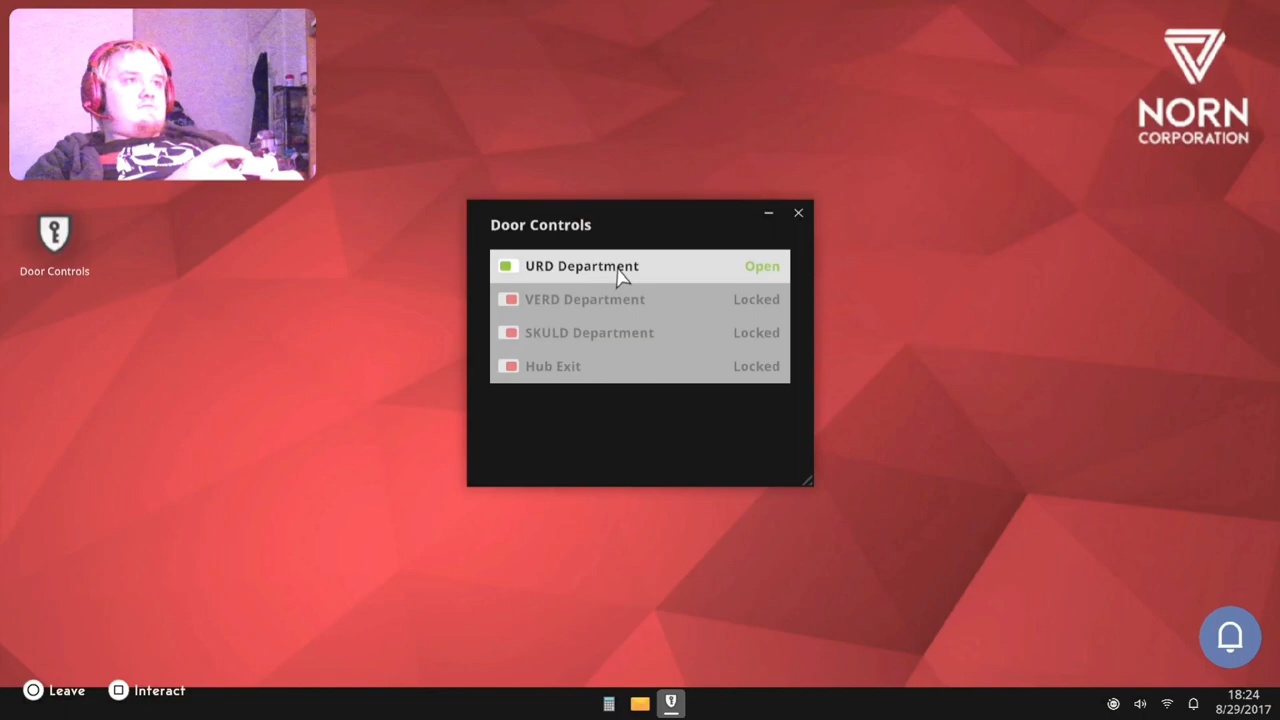 NORN
CORPORATION
Door Controls
Door Controls
URD Department Open
VERD Department Locked
SKULD Department Locked
Hub Exit Locked
Leave Interact
18:24
8/29/2017